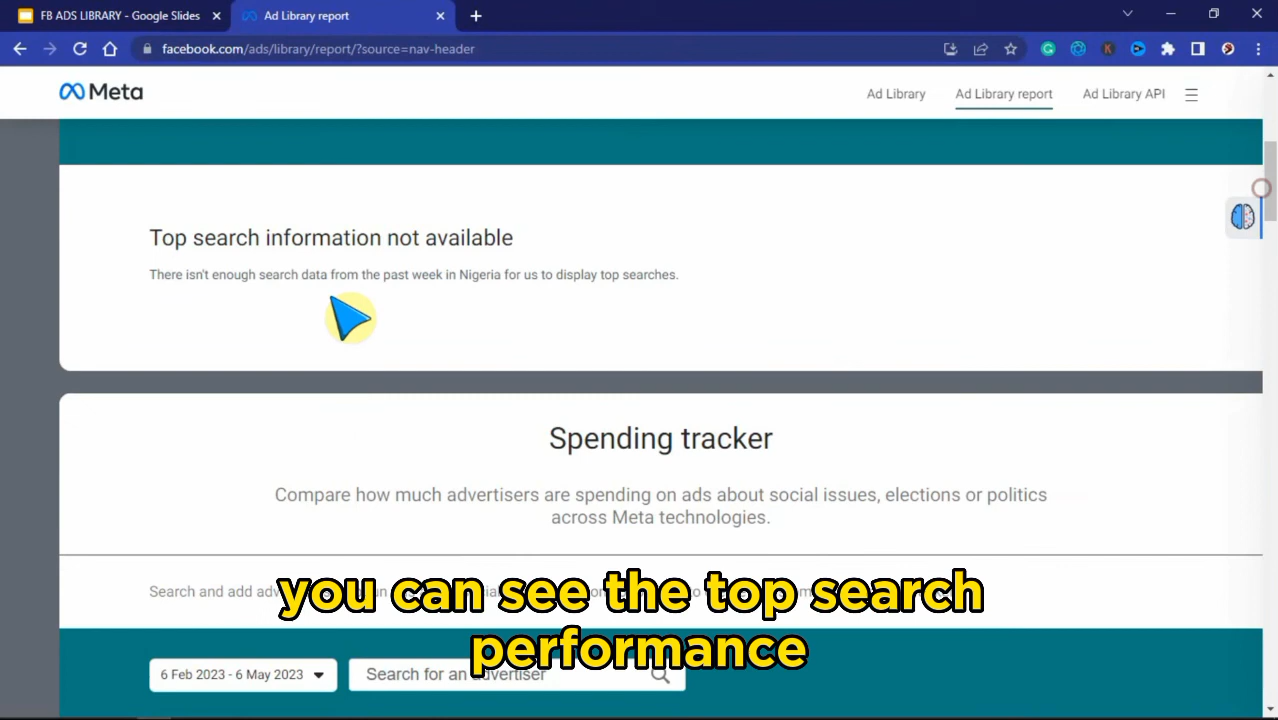 FB ADS LIBRARY - Google Slides
Ad Library report
facebook.com/ads/library/report/?source=nav-header
Meta
Ad Library
Ad Library report
Ad Library API
Top search information not available
There isn't enough search data from the past week in Nigeria for us to display top searches.
Spending tracker
Compare how much advertisers are spending on ads about social issues, elections or politics
across Meta technologies.
Search and add
you can see the top search
performance
6 Feb 2023 - 6 May 2023
Search for an advertiser